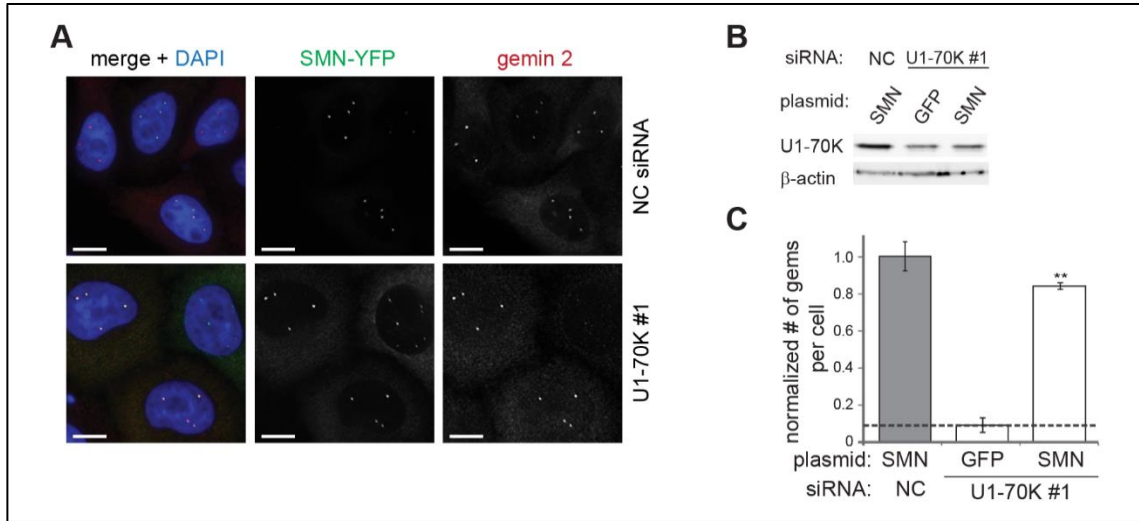 A
merge + DAPI
SMN-YFP
gemin 2
NC siRNA
U1-70K #1
B
siRNA: NC U1-70K #1
plasmid: SMN GFP SMN
U1-70K
β-actin
C
normalized # of gems
per cell
1.0
0.8
0.6
0.4
0.2
0
**
plasmid: SMN GFP SMN
siRNA: NC U1-70K #1